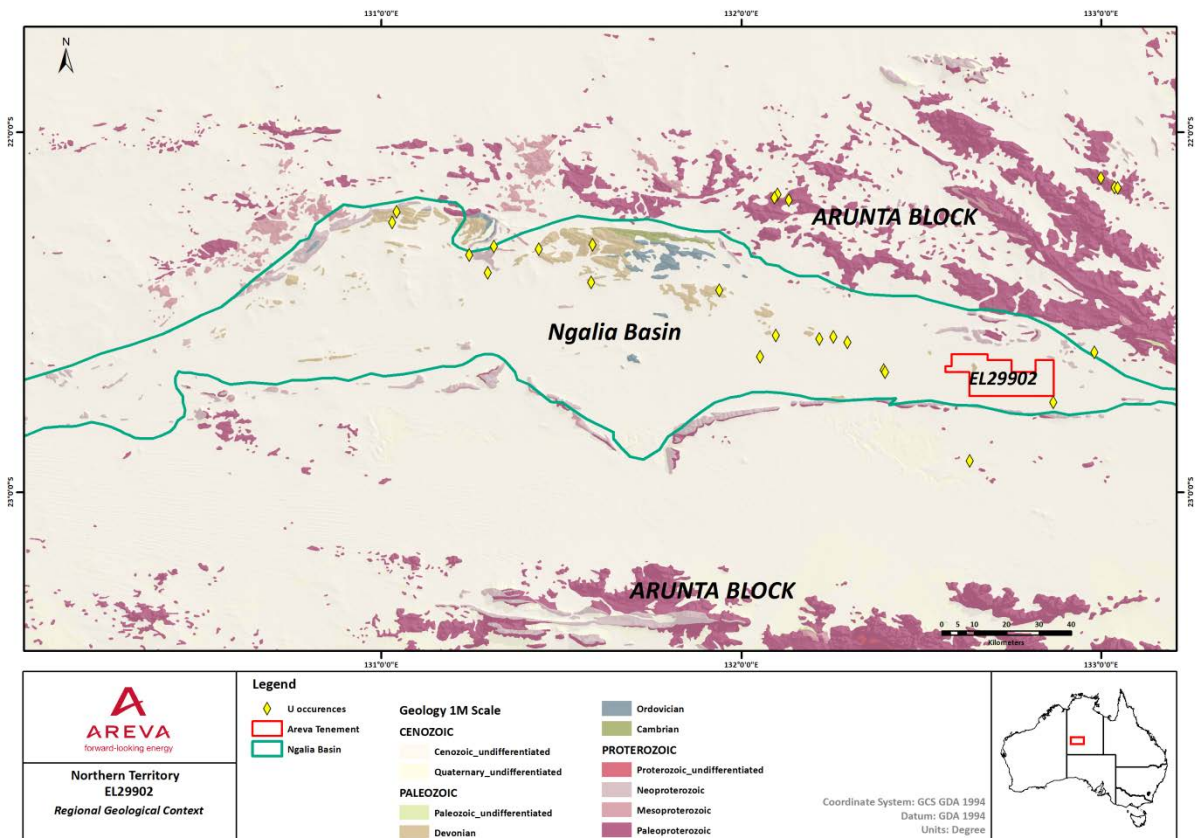 131°0'0"E
132°0'0"E
133°0'0"E
N
22°0'0"S
22°0'0"S
ARUNTA BLOCK
Ngalia Basin
EL29902
23°0'0"S
23°0'0"S
ARUNTA BLOCK
0 5 10 20 30 40
Kilometers
131°0'0"E
132°0'0"E
133°0'0"E
AREVA
forward-looking energy
Northern Territory
EL29902
Regional Geological Context
Legend
U occurences
Areva Tenement
Ngalia Basin
Geology 1M Scale
CENOZOIC
Cenozoic_undifferentiated
Quaternary_undifferentiated
PALEOZOIC
Paleozoic_undifferentiated
Devonian
Ordovician
Cambrian
PROTEROZOIC
Proterozoic_undifferentiated
Neoproterozoic
Mesoproterozoic
Paleoproterozoic
Coordinate System: GCS GDA 1994
Datum: GDA 1994
Units: Degree